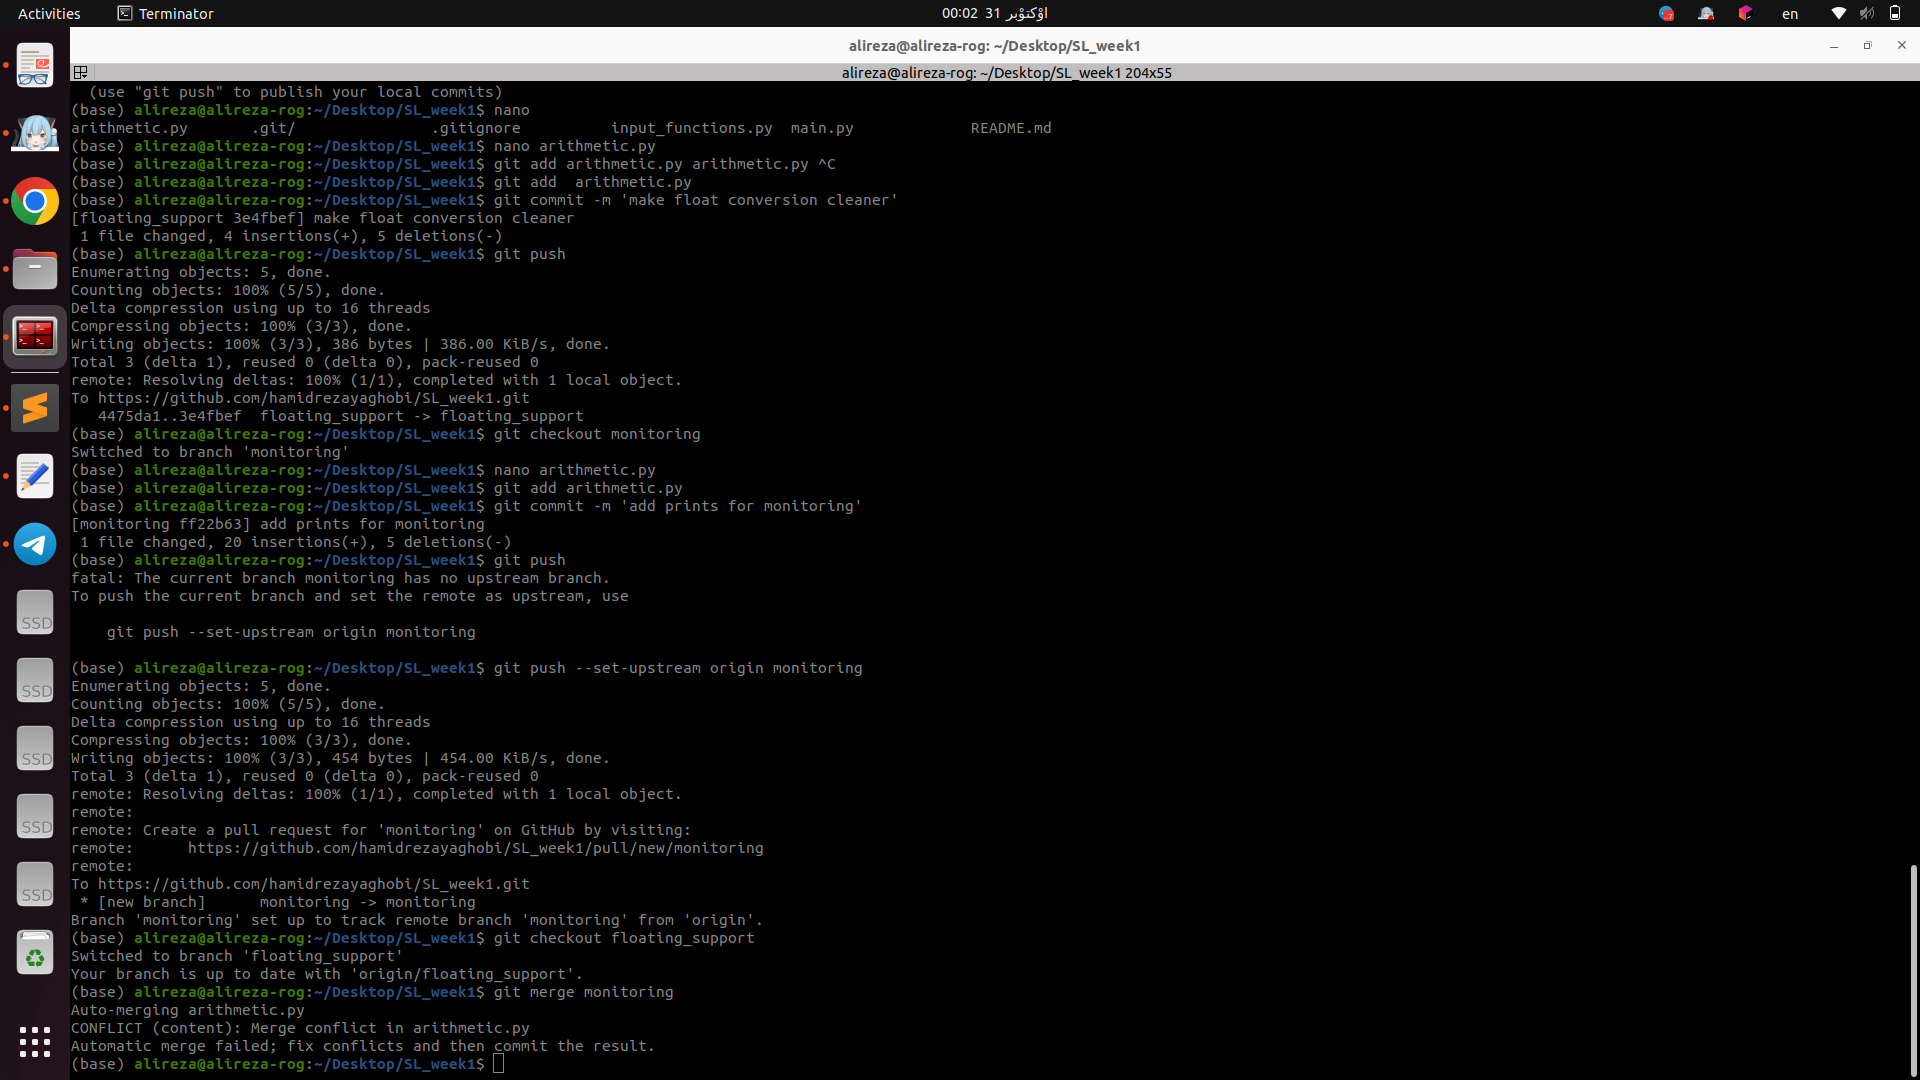 Activities
Terminator
00:02 31 اۆکتۆبر
en
alireza@alireza-rog: ~/Desktop/SL_week1
alireza@alireza-rog: ~/Desktop/SL_week1 204x55
(use "git push" to publish your local commits)
(base) alireza@alireza-rog:~/Desktop/SL_week1$ nano
arithmetic.py .git/ .gitignore input_functions.py main.py README.md
(base) alireza@alireza-rog:~/Desktop/SL_week1$ nano arithmetic.py
(base) alireza@alireza-rog:~/Desktop/SL_week1$ git add arithmetic.py arithmetic.py ^C
(base) alireza@alireza-rog:~/Desktop/SL_week1$ git add  arithmetic.py
(base) alireza@alireza-rog:~/Desktop/SL_week1$ git commit -m 'make float conversion cleaner'
[floating_support 3e4fbef] make float conversion cleaner
 1 file changed, 4 insertions(+), 5 deletions(-)
(base) alireza@alireza-rog:~/Desktop/SL_week1$ git push
Enumerating objects: 5, done.
Counting objects: 100% (5/5), done.
Delta compression using up to 16 threads
Compressing objects: 100% (3/3), done.
Writing objects: 100% (3/3), 386 bytes | 386.00 KiB/s, done.
Total 3 (delta 1), reused 0 (delta 0), pack-reused 0
remote: Resolving deltas: 100% (1/1), completed with 1 local object.
To https://github.com/hamidrezayaghobi/SL_week1.git
   4475da1..3e4fbef  floating_support -> floating_support
(base) alireza@alireza-rog:~/Desktop/SL_week1$ git checkout monitoring
Switched to branch 'monitoring'
(base) alireza@alireza-rog:~/Desktop/SL_week1$ nano arithmetic.py
(base) alireza@alireza-rog:~/Desktop/SL_week1$ git add arithmetic.py
(base) alireza@alireza-rog:~/Desktop/SL_week1$ git commit -m 'add prints for monitoring'
[monitoring ff22b63] add prints for monitoring
 1 file changed, 20 insertions(+), 5 deletions(-)
(base) alireza@alireza-rog:~/Desktop/SL_week1$ git push
fatal: The current branch monitoring has no upstream branch.
To push the current branch and set the remote as upstream, use
    git push --set-upstream origin monitoring
(base) alireza@alireza-rog:~/Desktop/SL_week1$ git push --set-upstream origin monitoring
Enumerating objects: 5, done.
Counting objects: 100% (5/5), done.
Delta compression using up to 16 threads
Compressing objects: 100% (3/3), done.
Writing objects: 100% (3/3), 454 bytes | 454.00 KiB/s, done.
Total 3 (delta 1), reused 0 (delta 0), pack-reused 0
remote: Resolving deltas: 100% (1/1), completed with 1 local object.
remote:
remote: Create a pull request for 'monitoring' on GitHub by visiting:
remote:      https://github.com/hamidrezayaghobi/SL_week1/pull/new/monitoring
remote:
To https://github.com/hamidrezayaghobi/SL_week1.git
 * [new branch]      monitoring -> monitoring
Branch 'monitoring' set up to track remote branch 'monitoring' from 'origin'.
(base) alireza@alireza-rog:~/Desktop/SL_week1$ git checkout floating_support
Switched to branch 'floating_support'
Your branch is up to date with 'origin/floating_support'.
(base) alireza@alireza-rog:~/Desktop/SL_week1$ git merge monitoring
Auto-merging arithmetic.py
CONFLICT (content): Merge conflict in arithmetic.py
Automatic merge failed; fix conflicts and then commit the result.
(base) alireza@alireza-rog:~/Desktop/SL_week1$
SSD
SSD
SSD
SSD
SSD